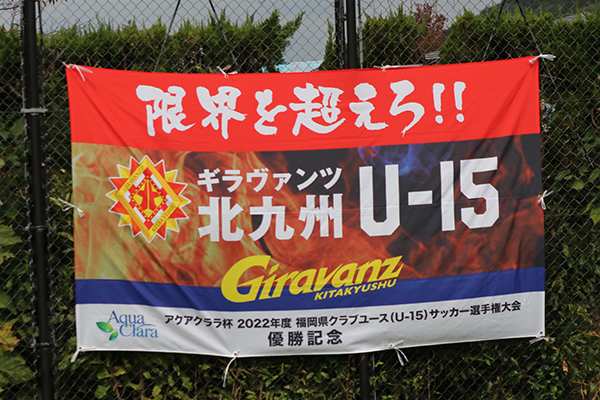 限界を超えろ!!
ギラヴァンツ
北九州 U-15
Giravanz
KITAKYUSHU
Aqua Clara
アクアクララ杯 2022年度 福岡県クラブユース(U-15)サッカー選手権大会
優勝記念